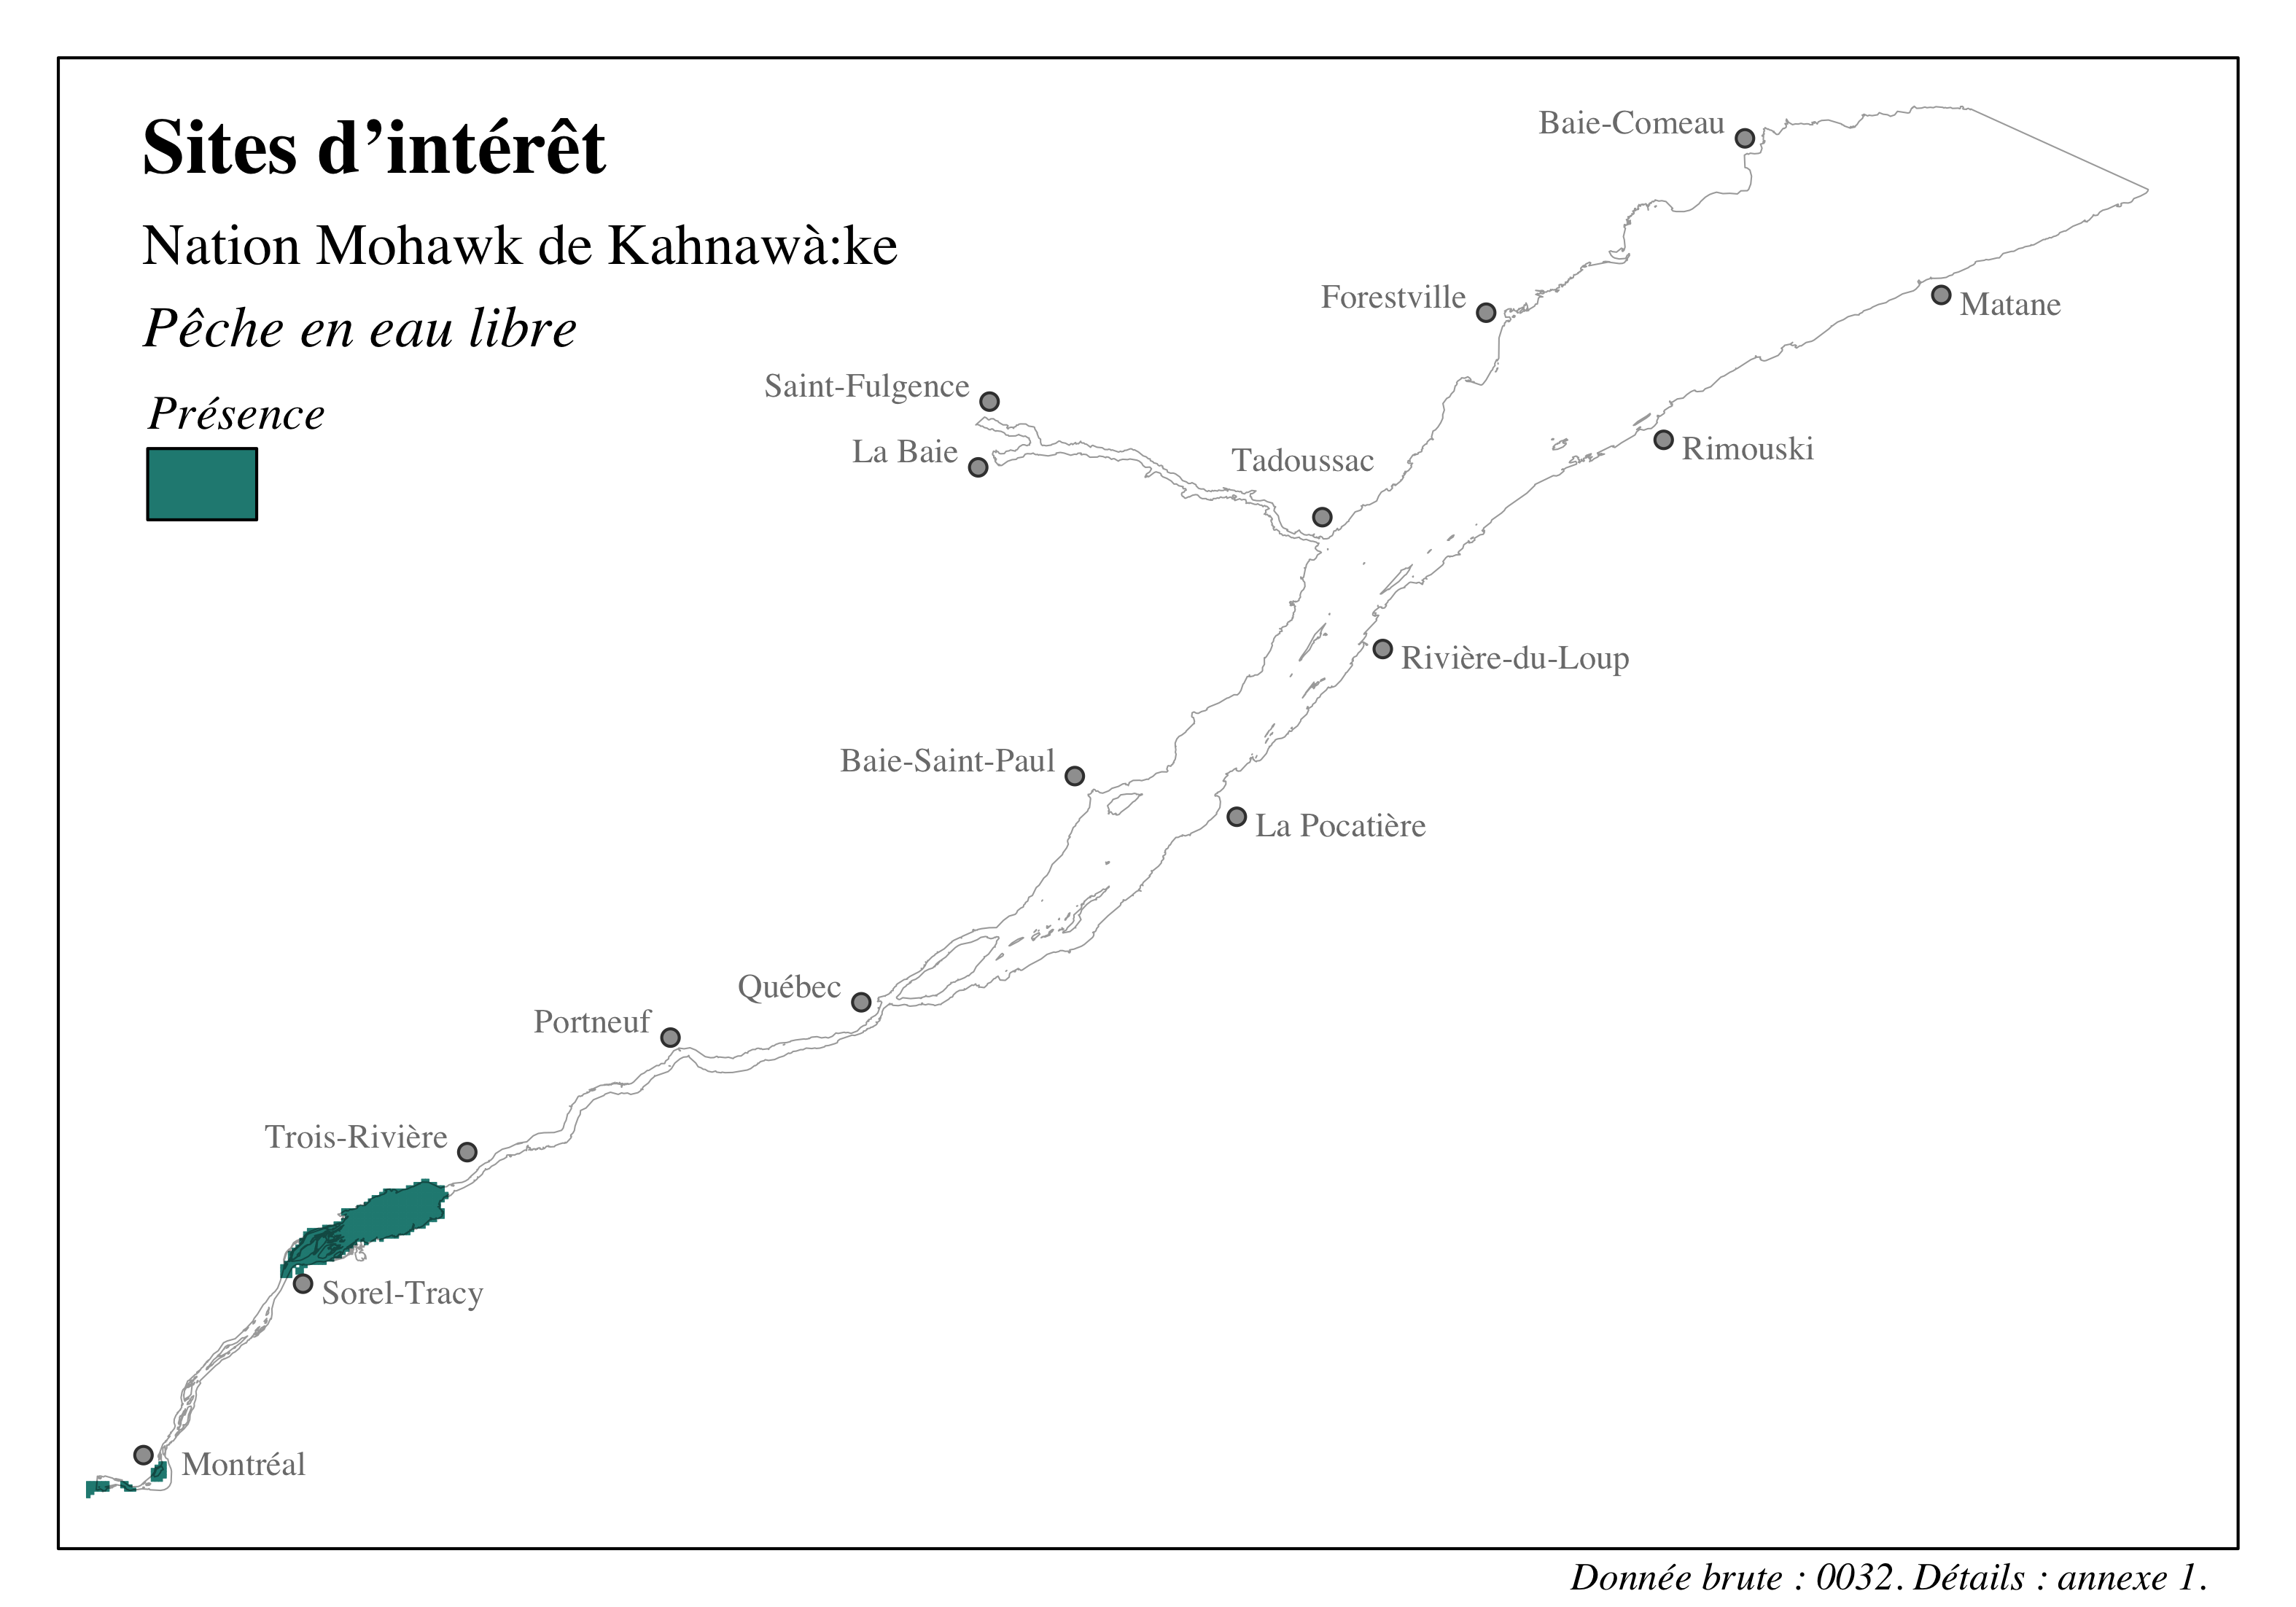 Sites d’intérêt
Nation Mohawk de Kahnawà:ke
Pêche en eau libre
Présence
Baie-Comeau
Forestville
Matane
Saint-Fulgence
La Baie
Tadoussac
Rimouski
Rivière-du-Loup
Baie-Saint-Paul
La Pocatière
Québec
Portneuf
Trois-Rivière
Sorel-Tracy
Montréal
Donnée brute : 0032. Détails : annexe 1.